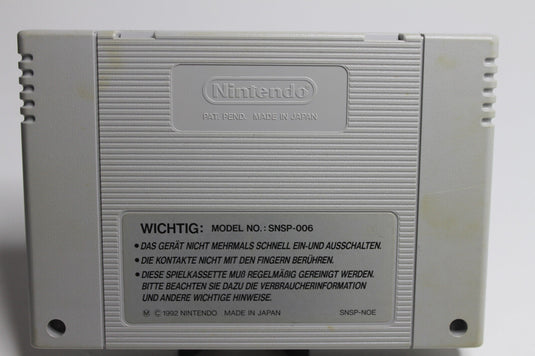 Nintendo®
PAT. PEND. MADE IN JAPAN
WICHTIG: MODEL NO.: SNSP-006
• DAS GERÄT NICHT MEHRMALS SCHNELL EIN-UND AUSSCHALTEN.
• DIE KONTAKTE NICHT MIT DEN FINGERN BERÜHREN.
• DIESE SPIELKASSETTE MUß REGELMÄßIG GEREINIGT WERDEN.
BITTE BEACHTEN SIE DAZU DIE VERBRAUCHERINFORMATION
UND ANDERE WICHTIGE HINWEISE.
Ⓜ © 1992 NINTENDO MADE IN JAPAN SNSP-NOE